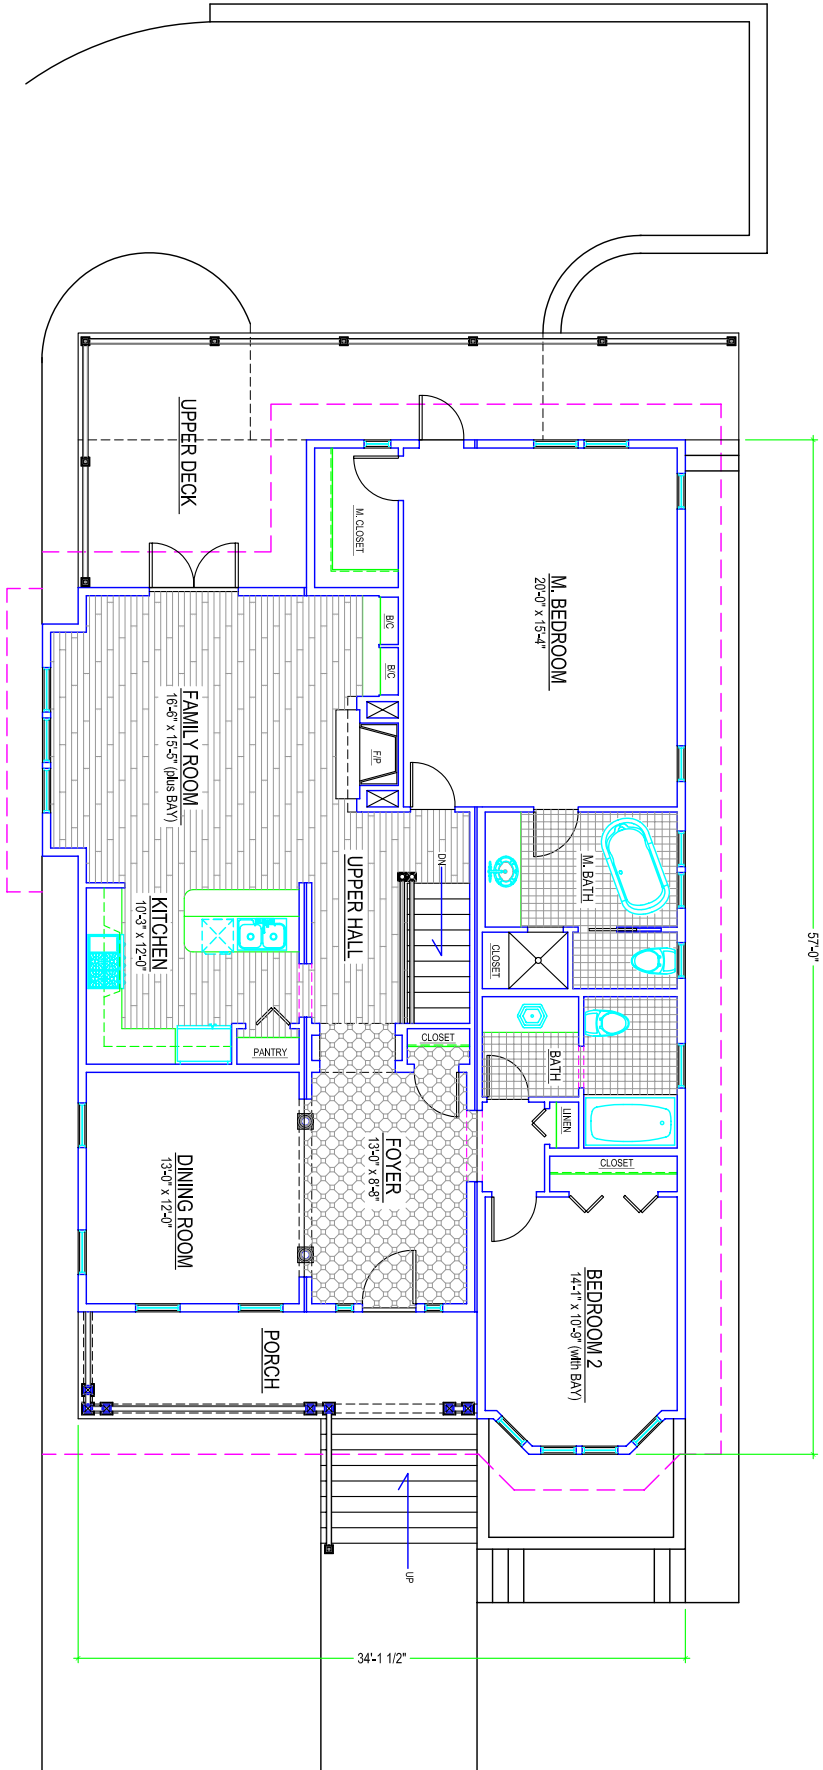 UPPER DECK
M. CLOSET
M. BEDROOM
20'-0" x 15'-4"
B/C
B/C
F/P
FAMILY ROOM
16'-6" x 15'-5" (plus BAY)
UPPER HALL
DN
M. BATH
CLOSET
KITCHEN
10'-3" x 12'-0"
PANTRY
CLOSET
BATH
LINEN
CLOSET
FOYER
13'-0" x 8'-8"
DINING ROOM
13'-0" x 12'-0"
BEDROOM 2
14'-1" x 10'-9" (with BAY)
PORCH
UP
57'-0"
34'-1 1/2"